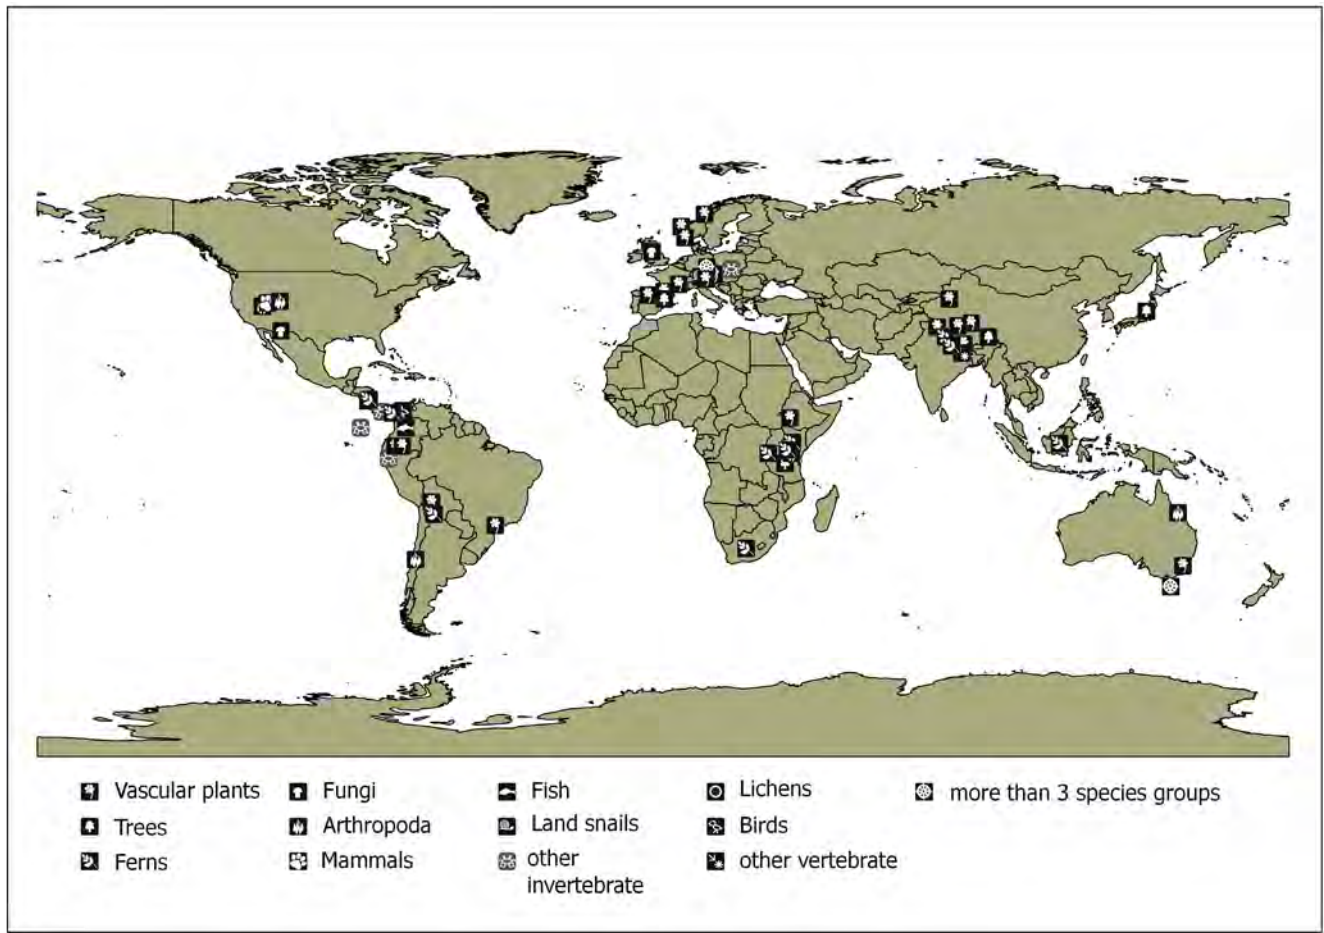 Vascular plants
Fungi
Fish
Lichens
more than 3 species groups
Trees
Arthropoda
Land snails
Birds
Ferns
Mammals
other
invertebrate
other vertebrate